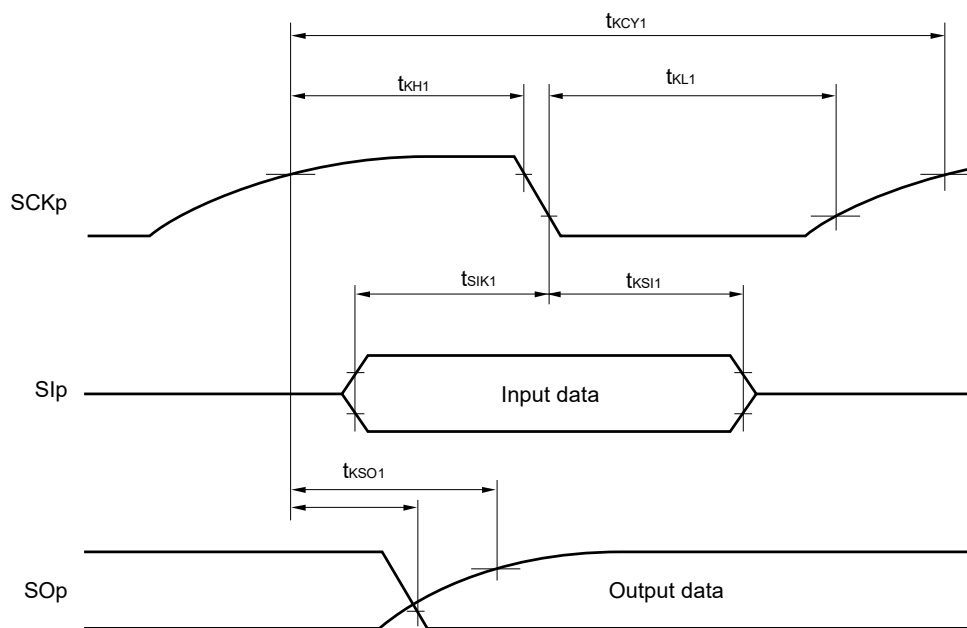 tKCY1
tKH1
tKL1
SCKp
tSIK1
tKSI1
SIp
Input data
tKSO1
SOp
Output data